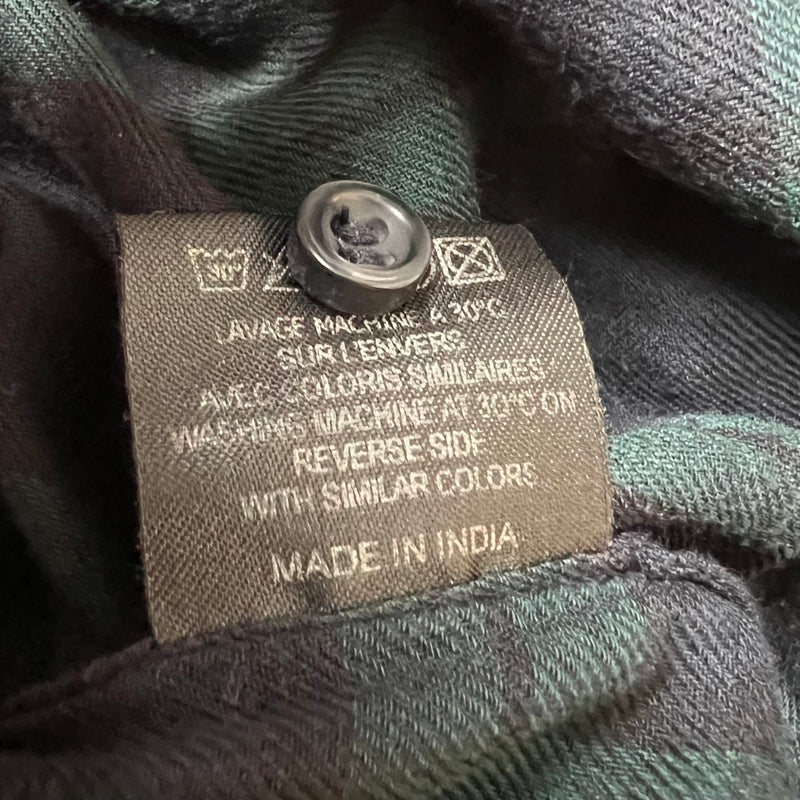 30°
LAVAGE MACHINE A 30°C
SUR L'ENVERS
AVEC COLORIS SIMILAIRES
WASHING MACHINE AT 30°C ON
REVERSE SIDE
WITH SIMILAR COLORS
MADE IN INDIA